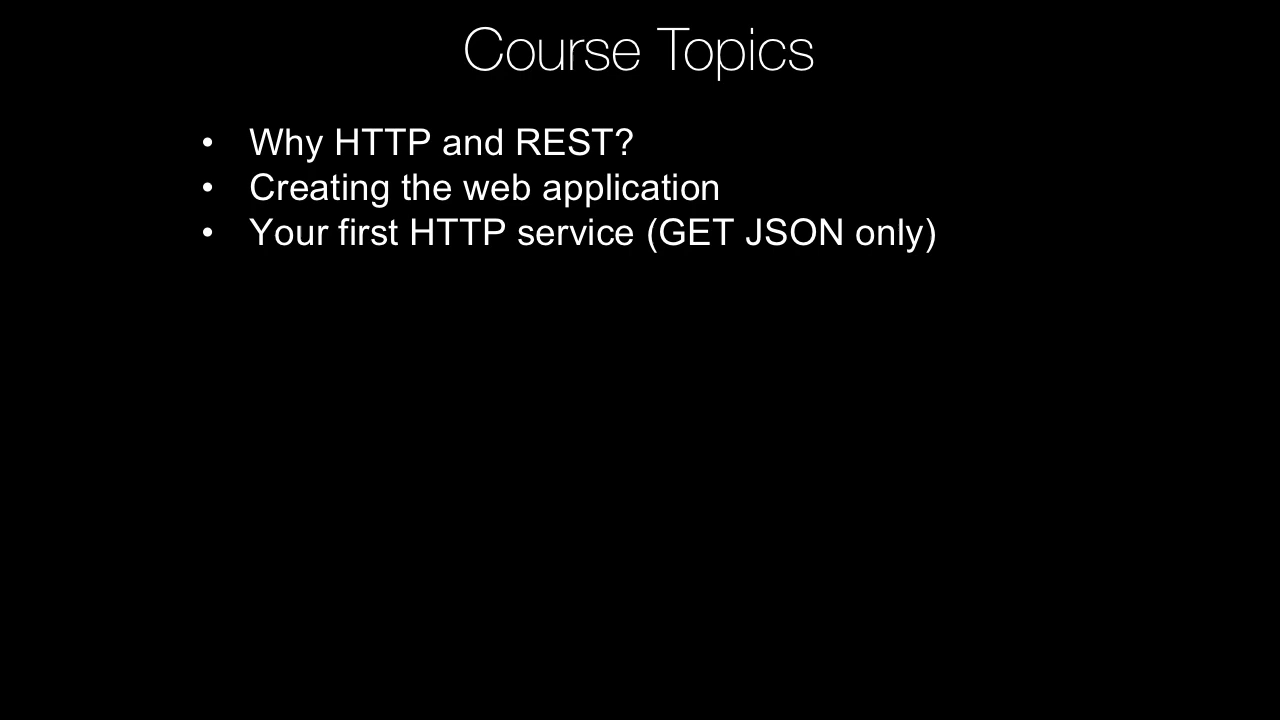 Course Topics
• Why HTTP and REST?
• Creating the web application
• Your first HTTP service (GET JSON only)